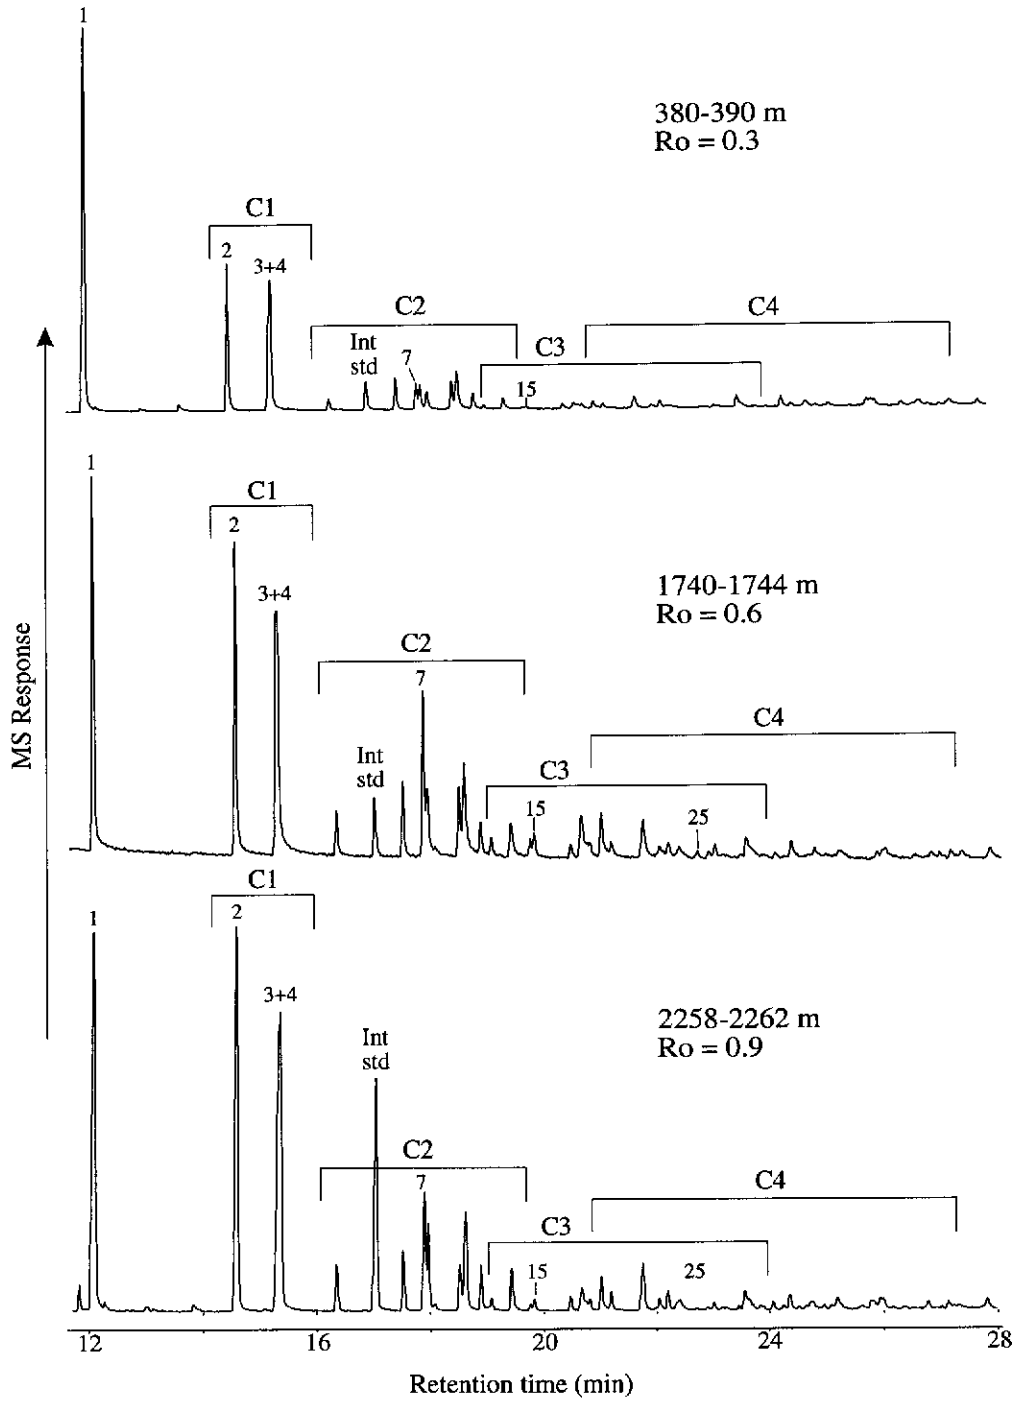 1
380-390 m
Ro = 0.3
C1
2
3+4
C2
C4
Int
std
7
C3
15
1
C1
2
3+4
1740-1744 m
Ro = 0.6
C2
7
C4
Int
std
C3
15
25
MS Response
C1
1
2
3+4
2258-2262 m
Ro = 0.9
Int
std
C2
7
C4
C3
15
25
12
16
20
24
28
Retention time (min)